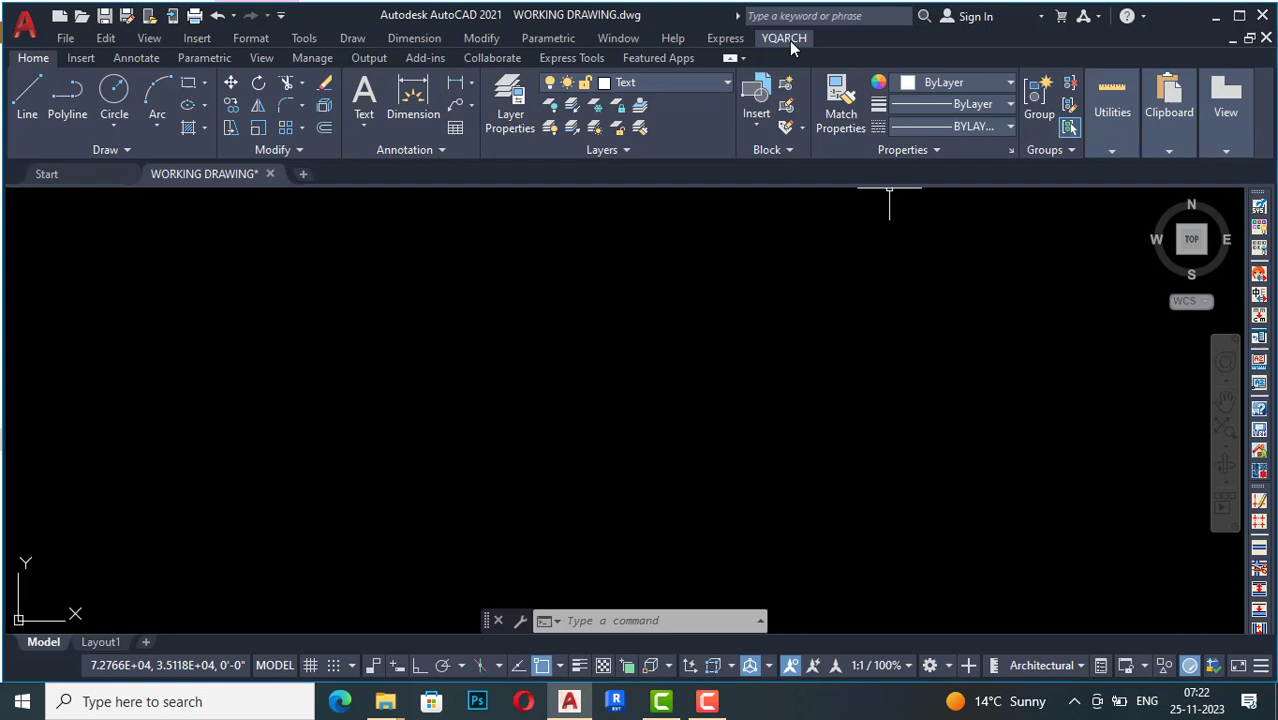 Autodesk AutoCAD 2021 WORKING DRAWING.dwg Type a keyword or phrase Sign In
File Edit View Insert Format Tools Draw Dimension Modify Parametric Window Help Express YQARCH
Home Insert Annotate Parametric View Manage Output Add-ins Collaborate Express Tools Featured Apps
Line Polyline Circle Arc Text Dimension Layer Properties Text Insert Match Properties ByLayer Group Utilities Clipboard View
ByLayer
BYLAY...
Draw Modify Annotation Layers Block Properties Groups
Start WORKING DRAWING*
N
W TOP E
S
WCS
Y
X
Type a command
Model Layout1
7.2766E+04, 3.5118E+04, 0'-0" MODEL 1:1 / 100% Architectural
Type here to search Ps 14°C Sunny ENG 07:22
25-11-2023